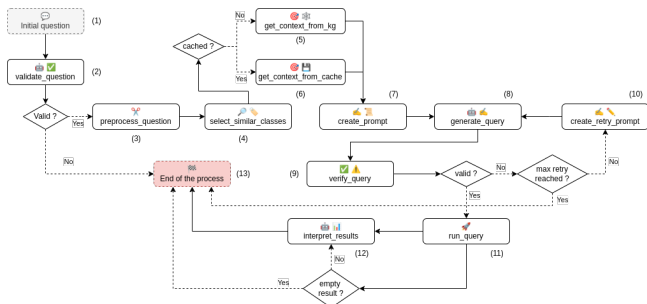 Initial question
(1)
validate_question
(2)
Valid ?
Yes
No
preprocess_question
(3)
select_similar_classes
(4)
cached ?
No
Yes
get_context_from_kg
(5)
get_context_from_cache
(6)
(7)
create_prompt
(8)
generate_query
(10)
create_retry_prompt
(9)
verify_query
valid ?
No
Yes
max retry
reached ?
No
Yes
End of the process
(13)
interpret_results
(12)
run_query
(11)
No
Yes
empty
result ?